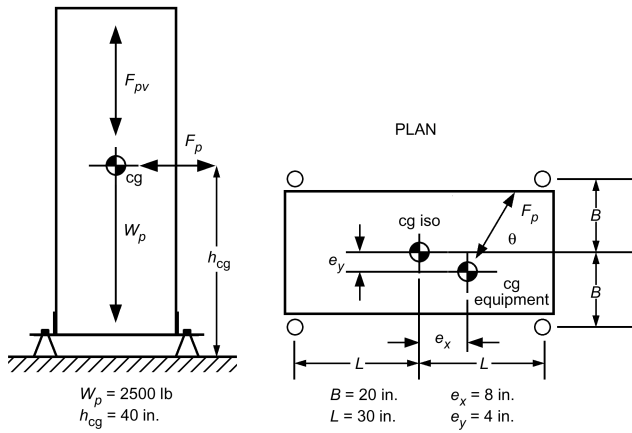 F_pv
F_p
cg
W_p
h_cg
W_p = 2500 lb
h_cg = 40 in.
PLAN
cg iso
F_p
θ
e_y
cg
equipment
B
B
e_x
L
L
B = 20 in. e_x = 8 in.
L = 30 in. e_y = 4 in.